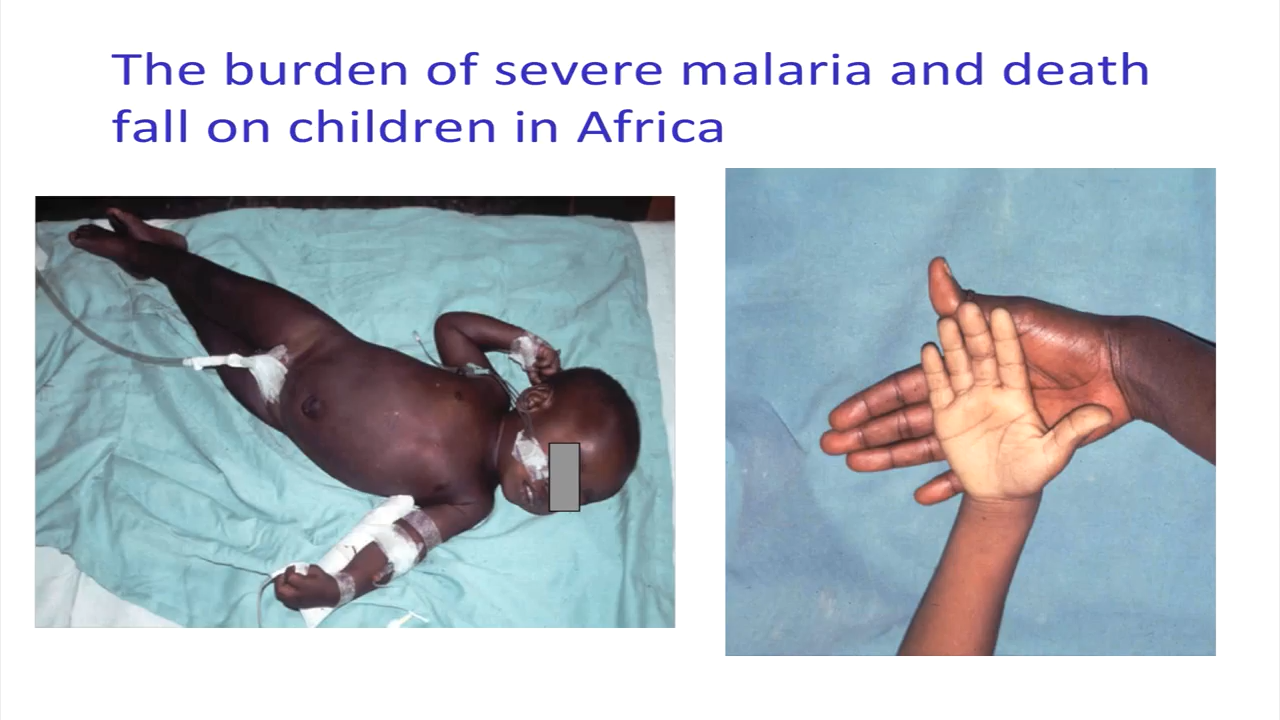 The burden of severe malaria and death
fall on children in Africa